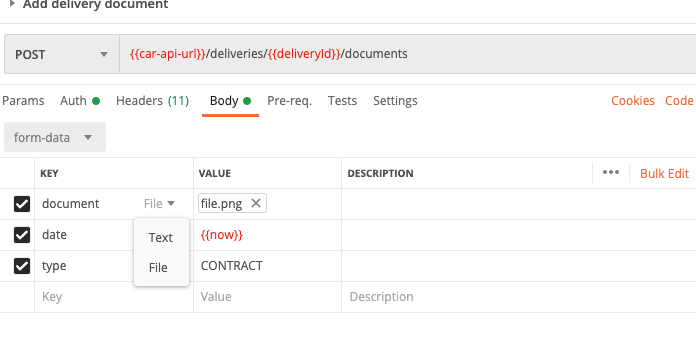 Add delivery document
POST {{car-api-url}}/deliveries/{{deliveryId}}/documents
Params Auth Headers (11) Body Pre-req. Tests Settings Cookies Code
form-data
KEY VALUE DESCRIPTION ••• Bulk Edit
document File file.png
date {{now}}
Text
type CONTRACT
File
Key Value Description